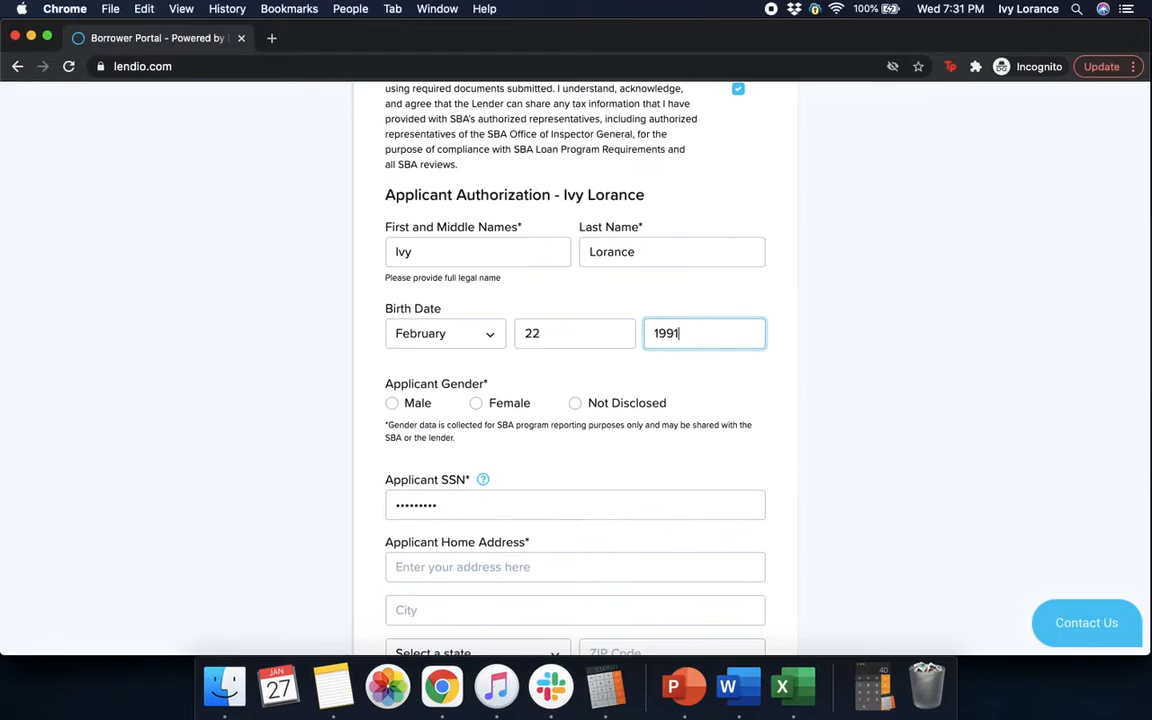 Chrome File Edit View History Bookmarks People Tab Window Help 100% Wed 7:31 PM Ivy Lorance
Borrower Portal - Powered by
lendio.com Incognito Update
using required documents submitted. I understand, acknowledge,
and agree that the Lender can share any tax information that I have
provided with SBA's authorized representatives, including authorized
representatives of the SBA Office of Inspector General, for the
purpose of compliance with SBA Loan Program Requirements and
all SBA reviews.
Applicant Authorization - Ivy Lorance
First and Middle Names* Last Name*
Ivy Lorance
Please provide full legal name
Birth Date
February 22 1991
Applicant Gender*
Male Female Not Disclosed
*Gender data is collected for SBA program reporting purposes only and may be shared with the
SBA or the lender.
Applicant SSN* ?
•••••••••
Applicant Home Address*
Enter your address here
City
Select a state ZIP Code
Contact Us
JAN
27
P W X 40